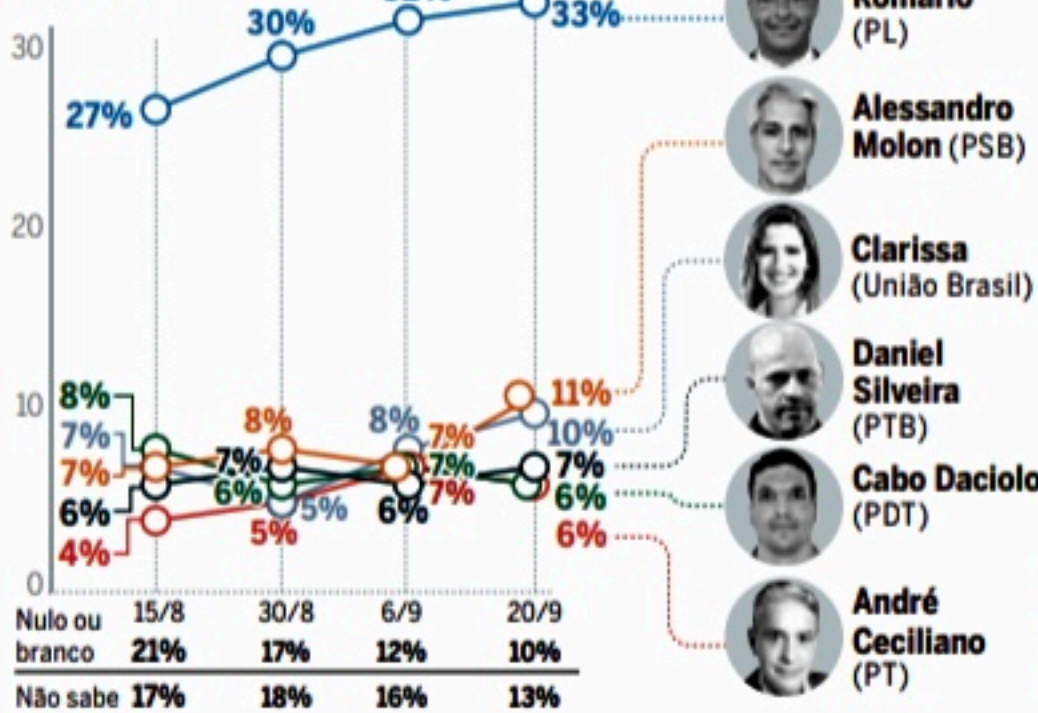 30%
33%
Romário
(PL)
30
27%
Alessandro
Molon (PSB)
20
Clarissa
(União Brasil)
Daniel
Silveira
(PTB)
10
8%
7%
7%
6%
4%
8%
7%
6%
5%
5%
8%
7%
7%
7%
6%
11%
10%
7%
6%
6%
Cabo Daciolo
(PDT)
André
Ceciliano
(PT)
0
15/8 30/8 6/9 20/9
Nulo ou
branco 21% 17% 12% 10%
Não sabe 17% 18% 16% 13%